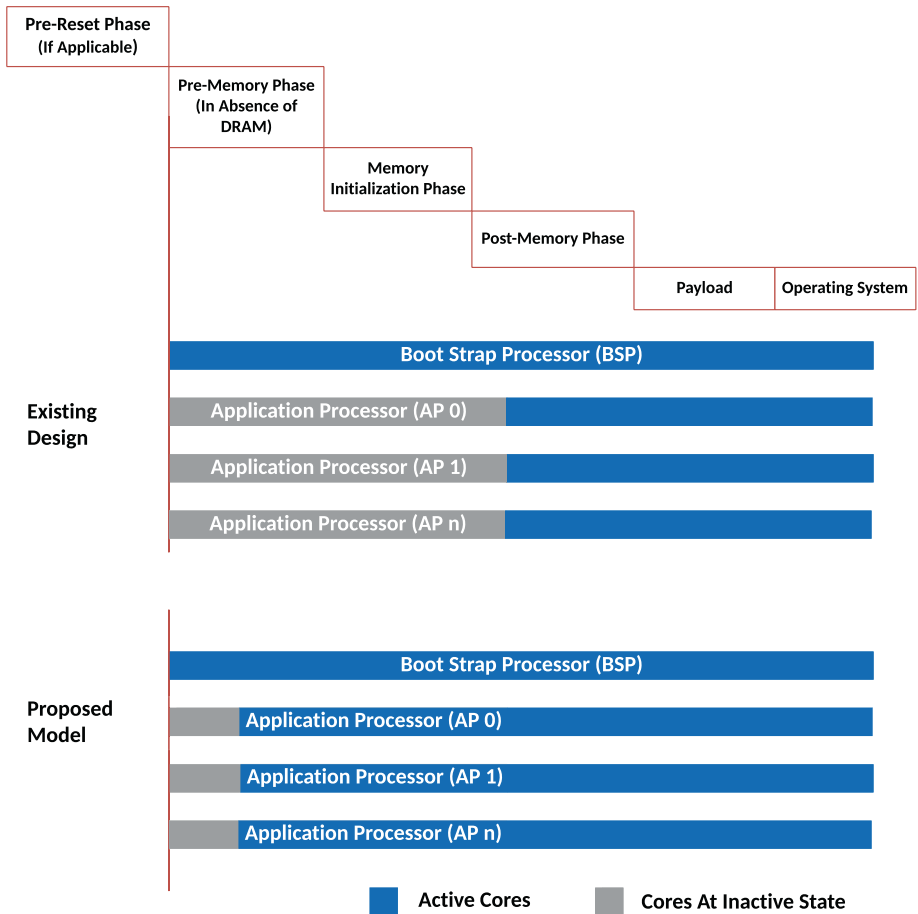 Pre-Reset Phase
(If Applicable)
Pre-Memory Phase
(In Absence of
DRAM)
Memory
Initialization Phase
Post-Memory Phase
Payload
Operating System
Boot Strap Processor (BSP)
Existing
Design
Application Processor (AP 0)
Application Processor (AP 1)
Application Processor (AP n)
Boot Strap Processor (BSP)
Proposed
Model
Application Processor (AP 0)
Application Processor (AP 1)
Application Processor (AP n)
Active Cores
Cores At Inactive State